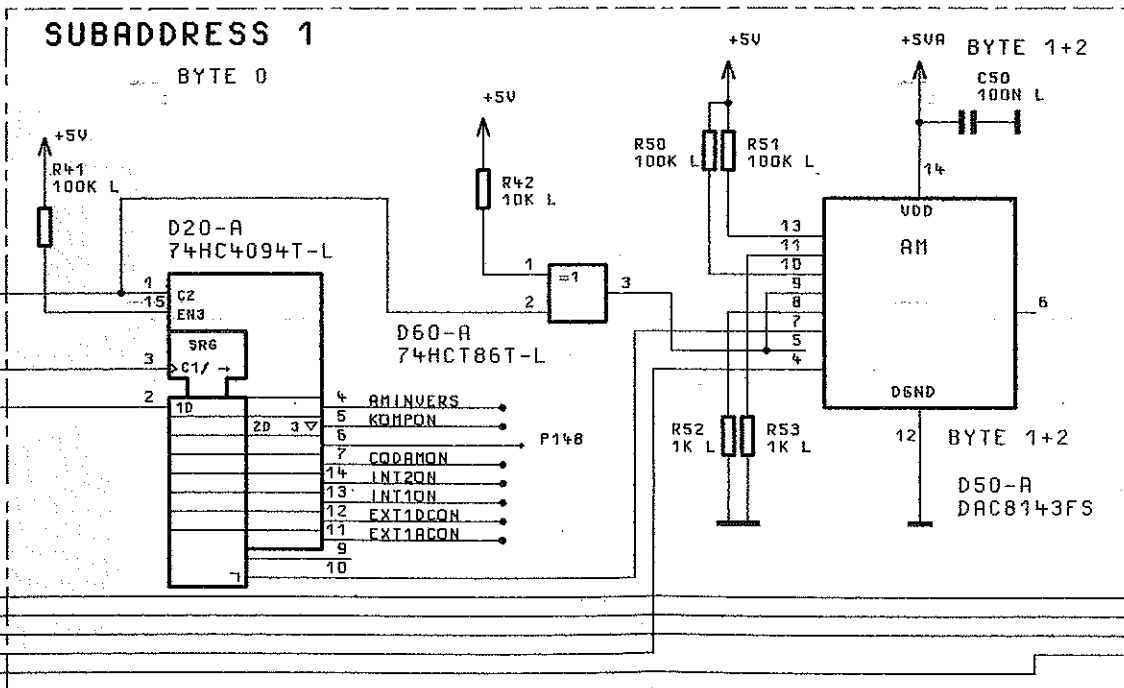 SUBADDRESS 1
BYTE 0
+5V
R41
100K L
D20-A
74HC4094T-L
1
15
C2
EN3
SRG
3
C1/ →
2
1D
2D 3 ▽
4 AMINVERS
5 KOMPON
6
P148
7 CODAMON
14 INT2ON
13 INT1ON
12 EXT1DCON
11 EXT1ACON
9
10
+5V
R42
10K L
1
=1
3
2
D60-A
74HCT86T-L
+5V
R50
100K L
R51
100K L
+5VA
BYTE 1+2
C50
100N L
14
VDD
AM
13
11
10
9
8
7
5
4
6
DGND
12
R52
1K L
R53
1K L
BYTE 1+2
D50-A
DAC8143FS